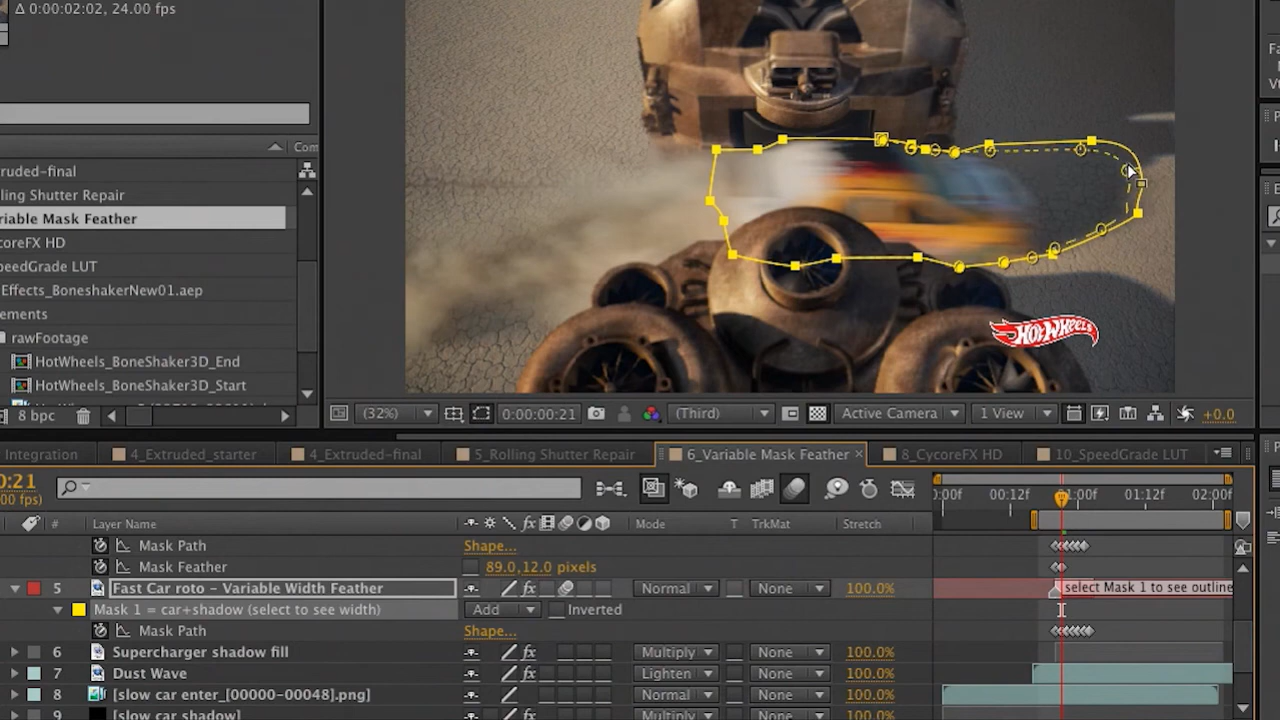 Δ 0:00:02:02, 24.00 fps
Com
ruded-final
lling Shutter Repair
riable Mask Feather
coreFX HD
peedGrade LUT
Effects_BoneshakerNew01.aep
ements
rawFootage
HotWheels_BoneShaker3D_End
HotWheels_BoneShaker3D_Start
8 bpc
HOT WHEELS
(32%)
0:00:00:21
(Third)
Active Camera
1 View
+0.0
Integration
4_Extruded_starter
4_Extruded-final
5_Rolling Shutter Repair
6_Variable Mask Feather ×
8_CycoreFX HD
10_SpeedGrade LUT
0:21
00 fps)
:00f 00:12f 01:00f 01:12f 02:00f
# Layer Name fx Mode T TrkMat Stretch
Mask Path Shape...
Mask Feather 89.0,12.0 pixels
5 Fast Car roto – Variable Width Feather fx Normal None 100.0% select Mask 1 to see outline
Mask 1 = car+shadow (select to see width) Add Inverted
Mask Path Shape...
6 Supercharger shadow fill fx Multiply None 100.0%
7 Dust Wave fx Lighten None 100.0%
8 [slow car enter_[00000-00048].png] Normal None 100.0%
9 [slow car shadow] Multiply None 100.0%